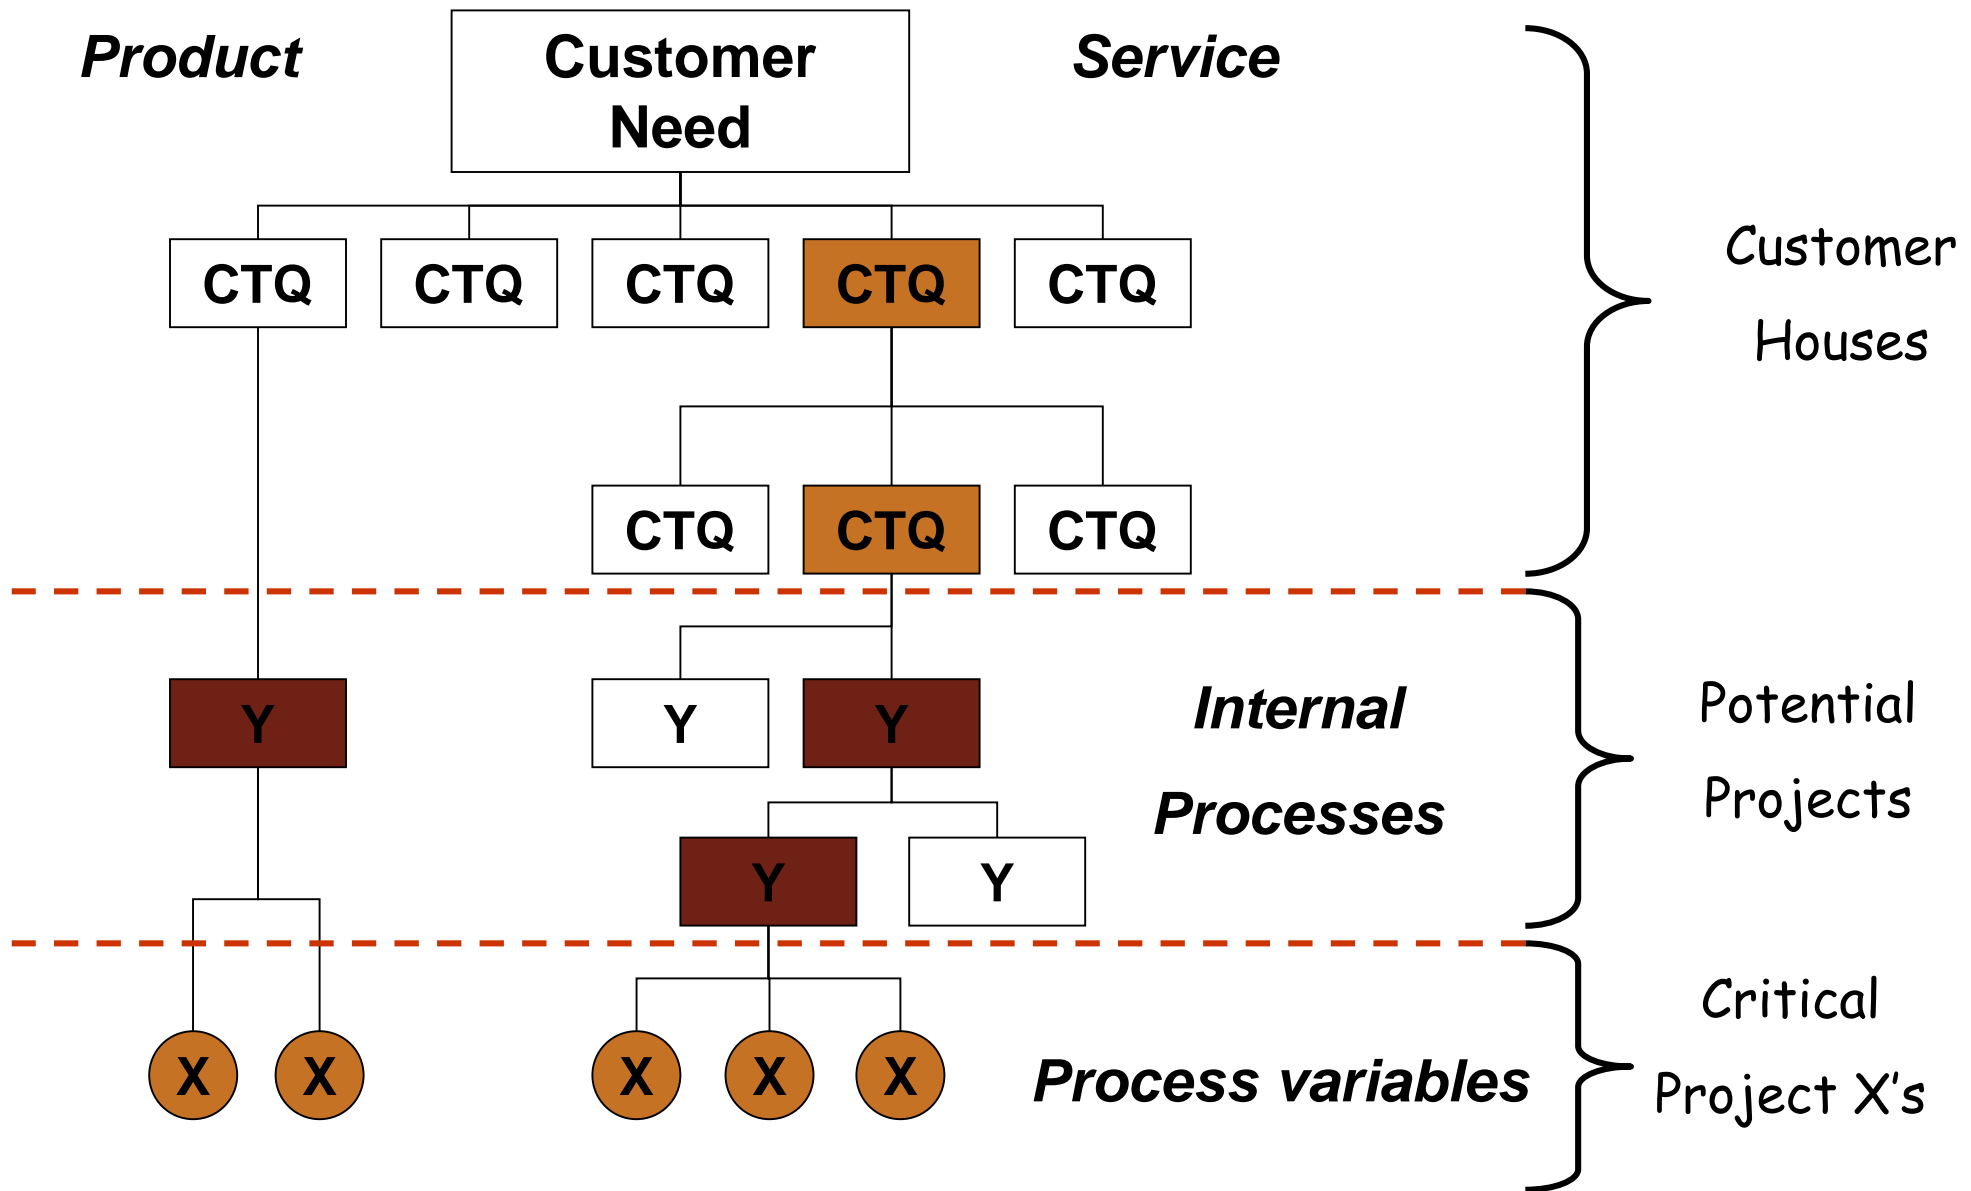 Product
Customer
Need
Service
CTQ
CTQ
CTQ
CTQ
CTQ
Customer
Houses
CTQ
CTQ
CTQ
Y
Y
Y
Internal
Processes
Potential
Projects
Y
Y
X
X
X
X
X
Process variables
Critical
Project X's